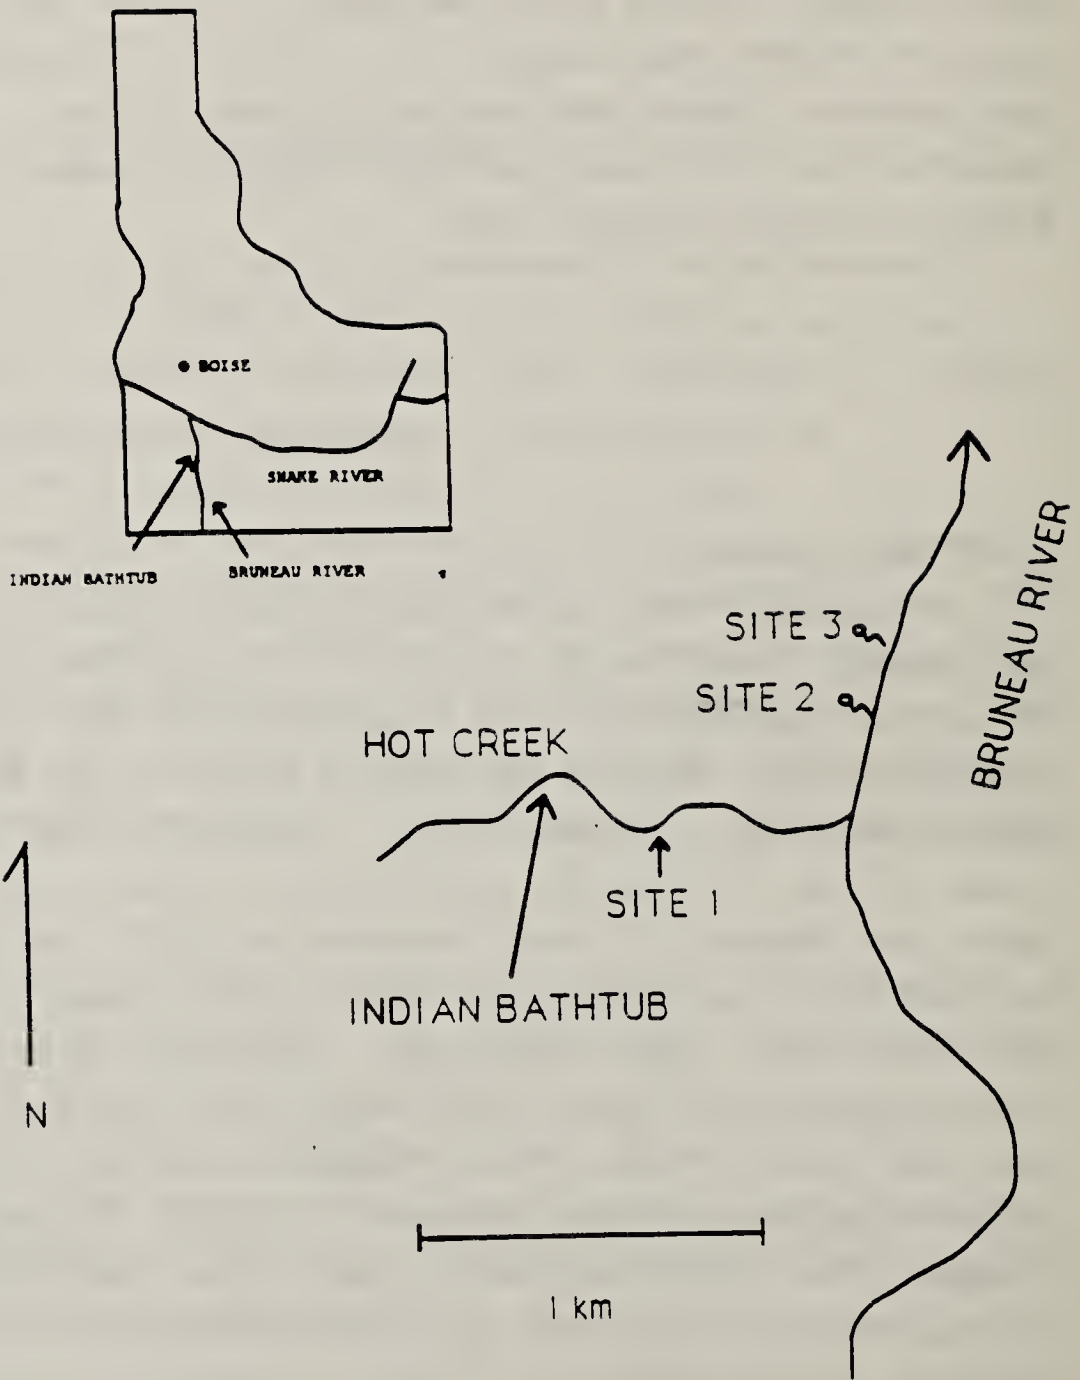 BOISE
SNAKE RIVER
INDIAN BATHTUB
BRUNEAU RIVER
BRUNEAU RIVER
SITE 3
SITE 2
HOT CREEK
SITE 1
INDIAN BATHTUB
N
1 km